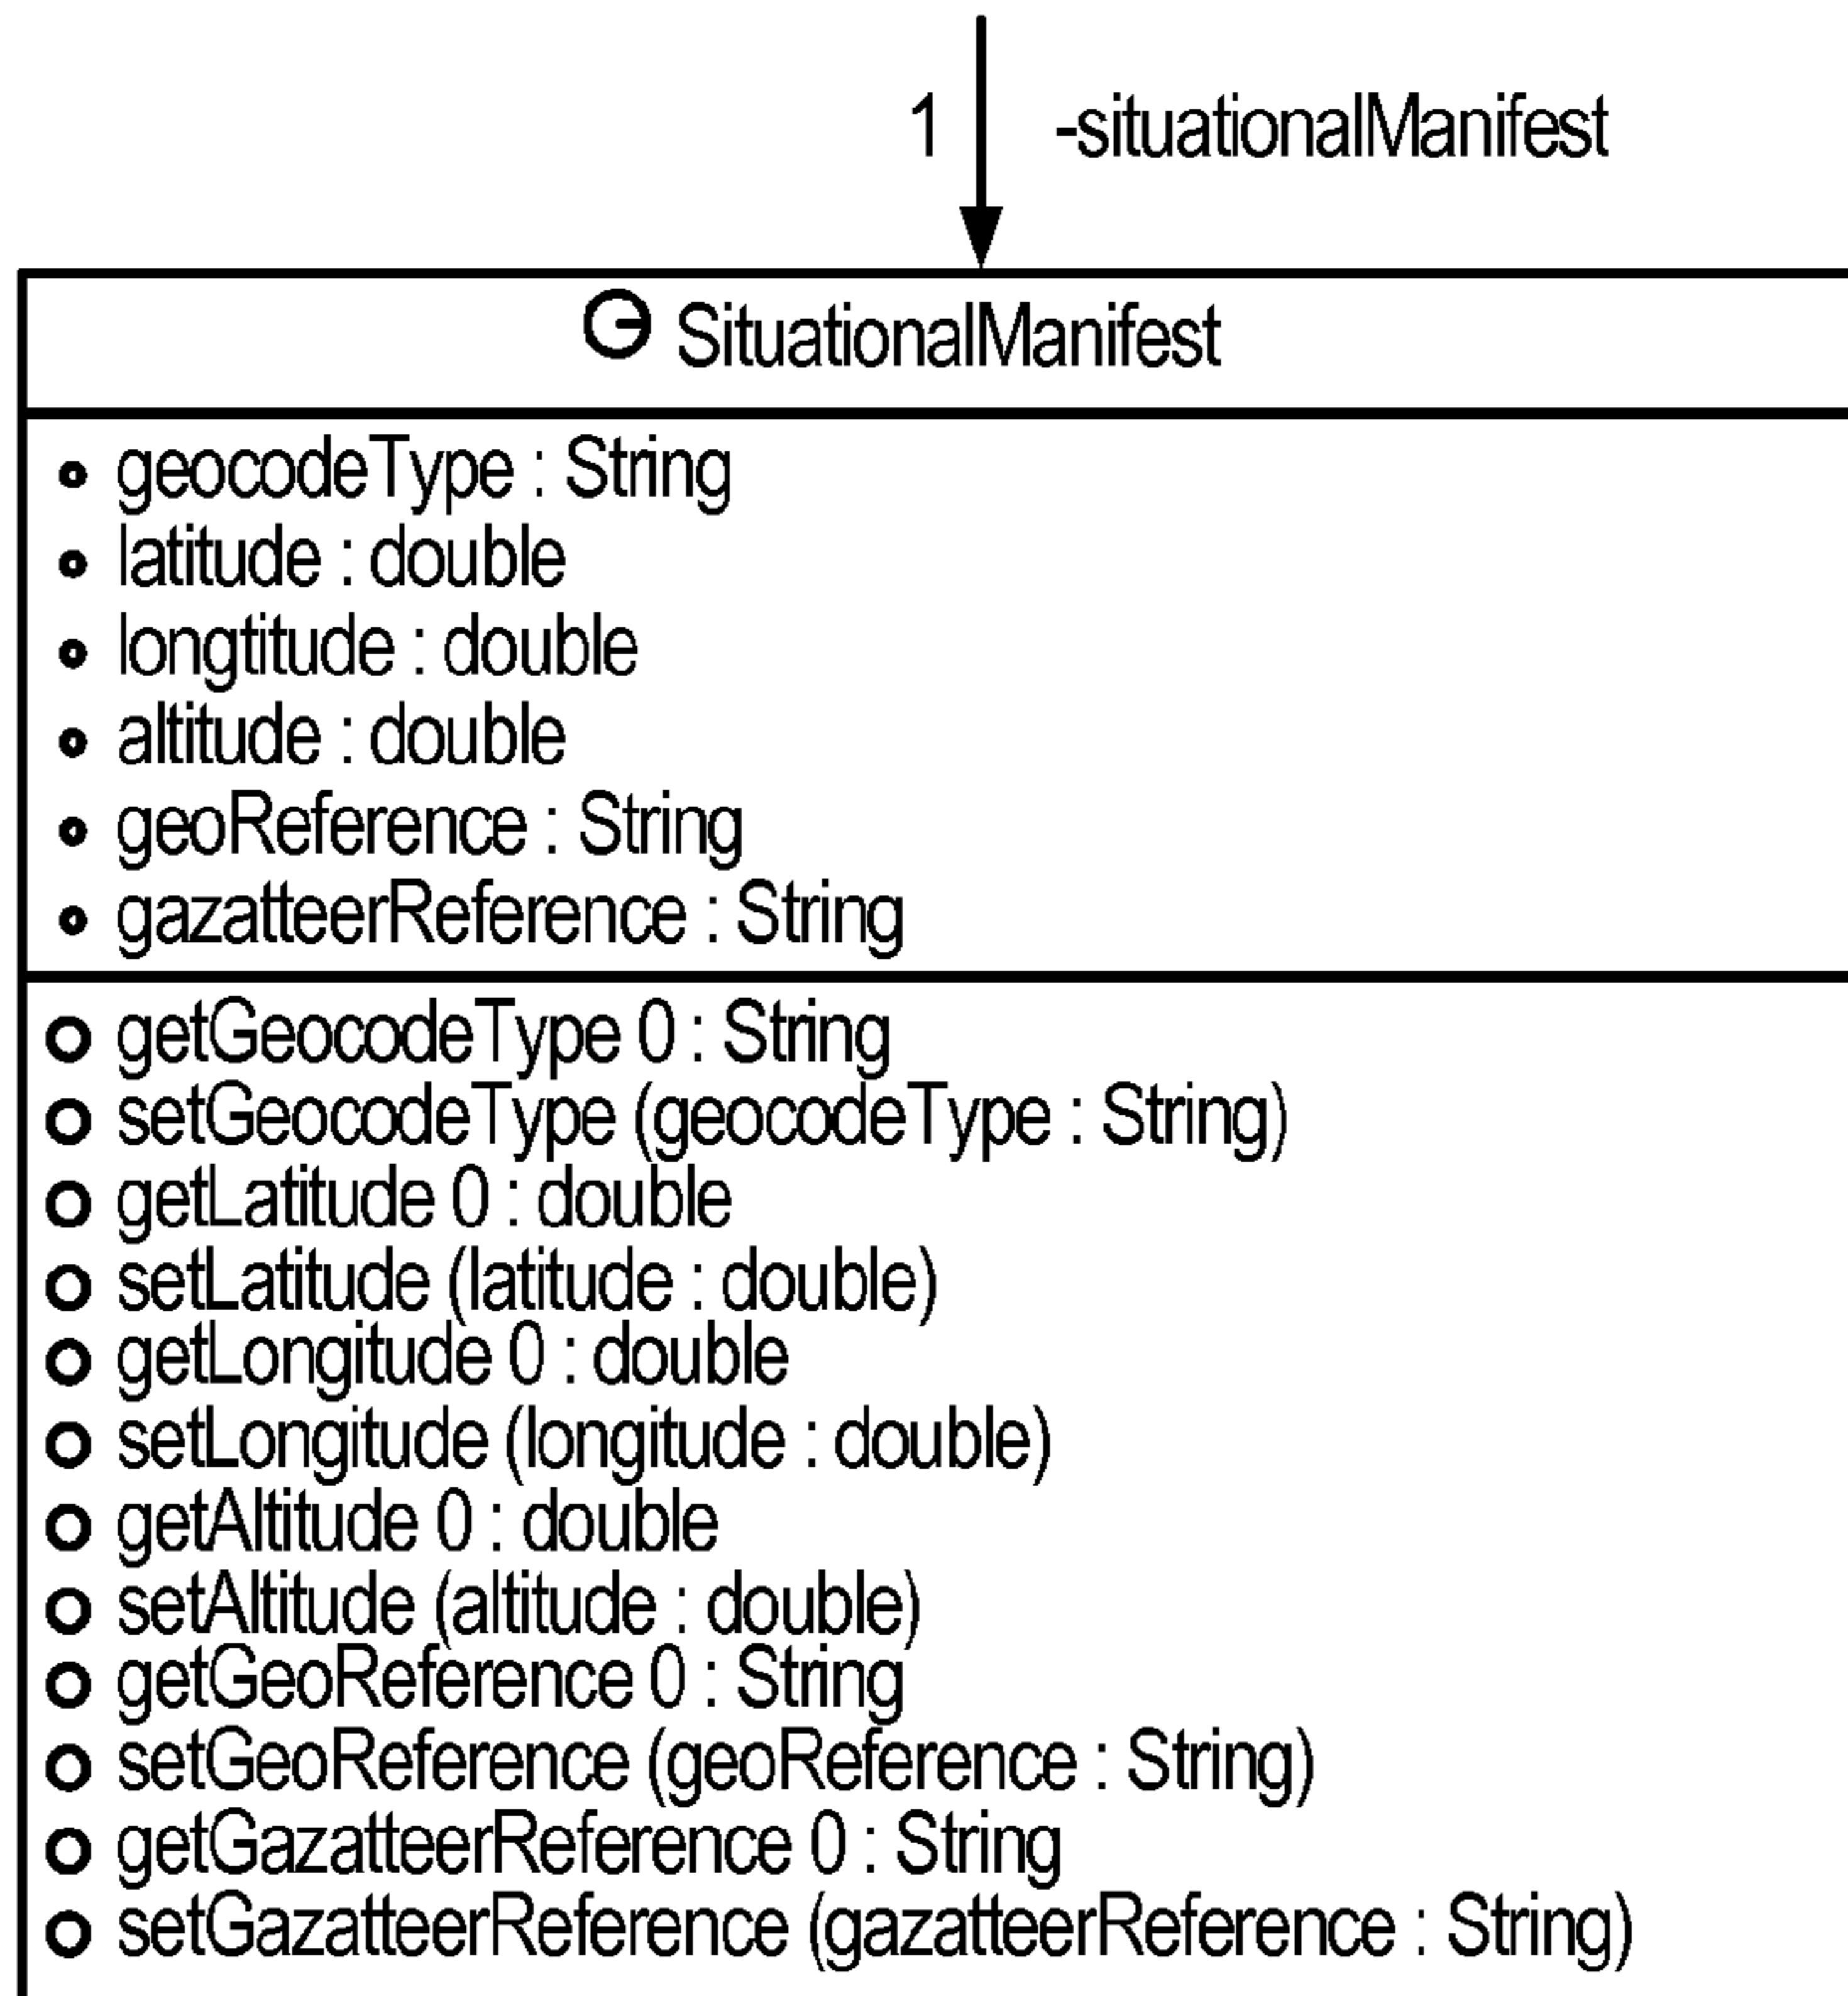 1 -situationalManifest
SituationalManifest
geocodeType : String
latitude : double
longtitude : double
altitude : double
geoReference : String
gazatteerReference : String
getGeocodeType 0 : String
setGeocodeType (geocodeType : String)
getLatitude 0 : double
setLatitude (latitude : double)
getLongitude 0 : double
setLongitude (longitude : double)
getAltitude 0 : double
setAltitude (altitude : double)
getGeoReference 0 : String
setGeoReference (geoReference : String)
getGazatteerReference 0 : String
setGazatteerReference (gazatteerReference : String)